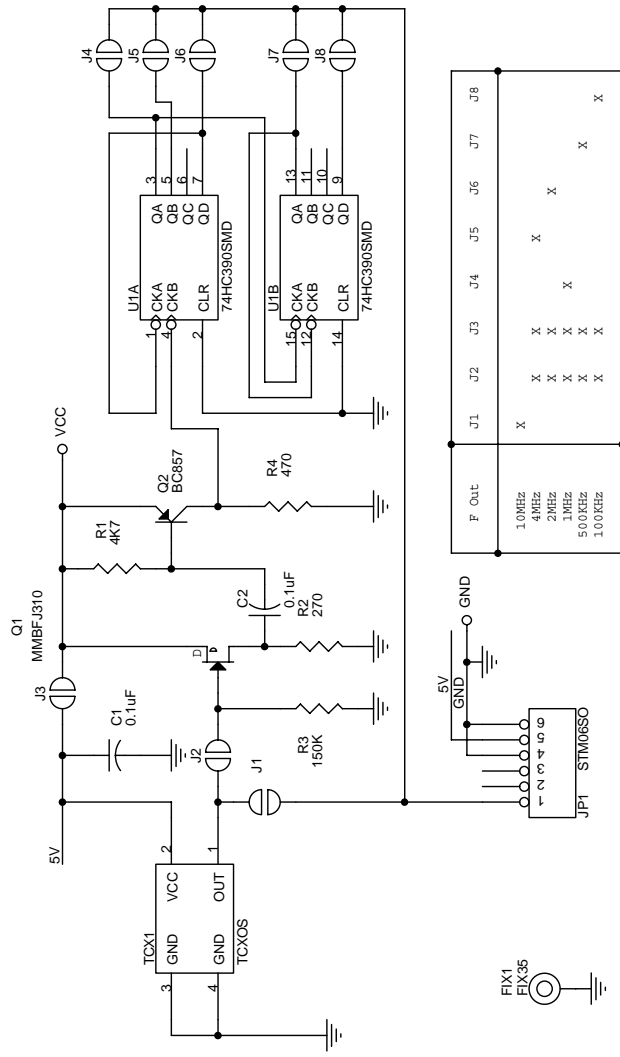 5V
TCX1
VCC
GND
OUT
GND
TCXOS
2
1
3
4
C1
0.1uF
J3
J2
J1
Q1
MMBFJ310
D
R3
150K
R1
4K7
C2
0.1uF
R2
270
Q2
BC857
R4
470
VCC
U1A
CKA
CKB
CLR
QA
QB
QC
QD
74HC390SMD
1
4
2
3
5
6
7
U1B
CKA
CKB
CLR
QA
QB
QC
QD
74HC390SMD
15
12
14
13
11
10
9
J4
J5
J6
J7
J8
FIX1
FIX35
JP1
STM06SO
1
2
3
4
5
6
5V
GND
GND
F Out J1 J2 J3 J4 J5 J6 J7 J8
10MHz X
4MHz X X X
2MHz X X X
1MHz X X X
500KHz X X X
100KHz X X X